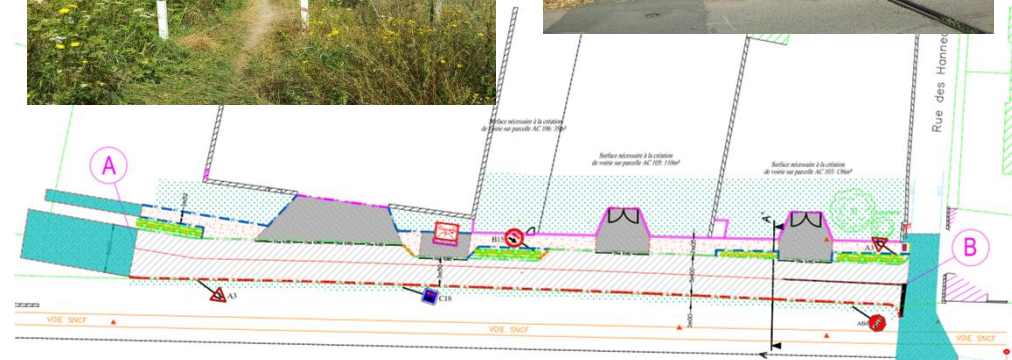 Rue des Hannec
Surface nécessaire à la création
de voirie sur parcelle AC 106: 35m²
Surface nécessaire à la création
de voirie sur parcelle AC 105: 110m²
Surface nécessaire à la création
de voirie sur parcelle AC 103: 136m²
A
A
B15
A3
B
A3
C18
AB4
VOIE SNCF
VOIE SNCF
VOIE SNCF